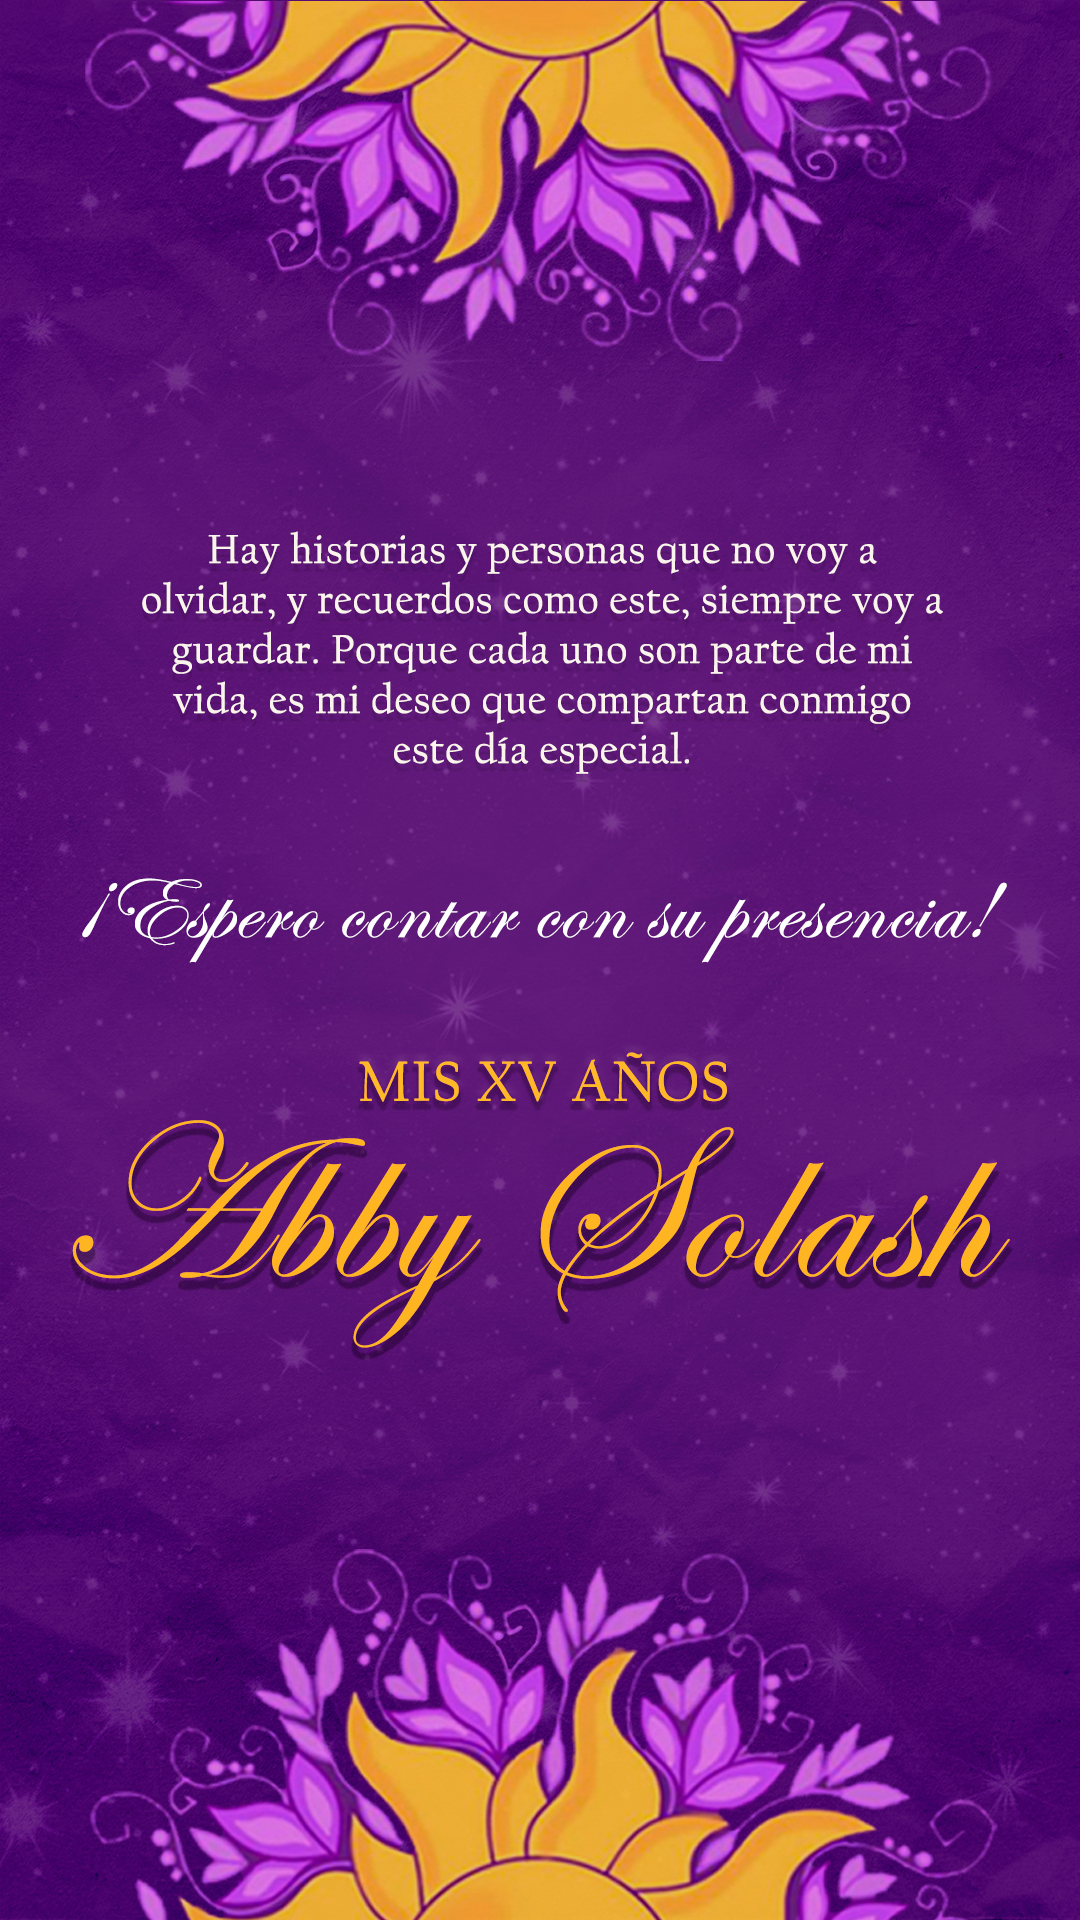 Hay historias y personas que no voy a
olvidar, y recuerdos como este, siempre voy a
guardar. Porque cada uno son parte de mi
vida, es mi deseo que compartan conmigo
este día especial.
¡Espero contar con su presencia!
MIS XV AÑOS
Abby Solash